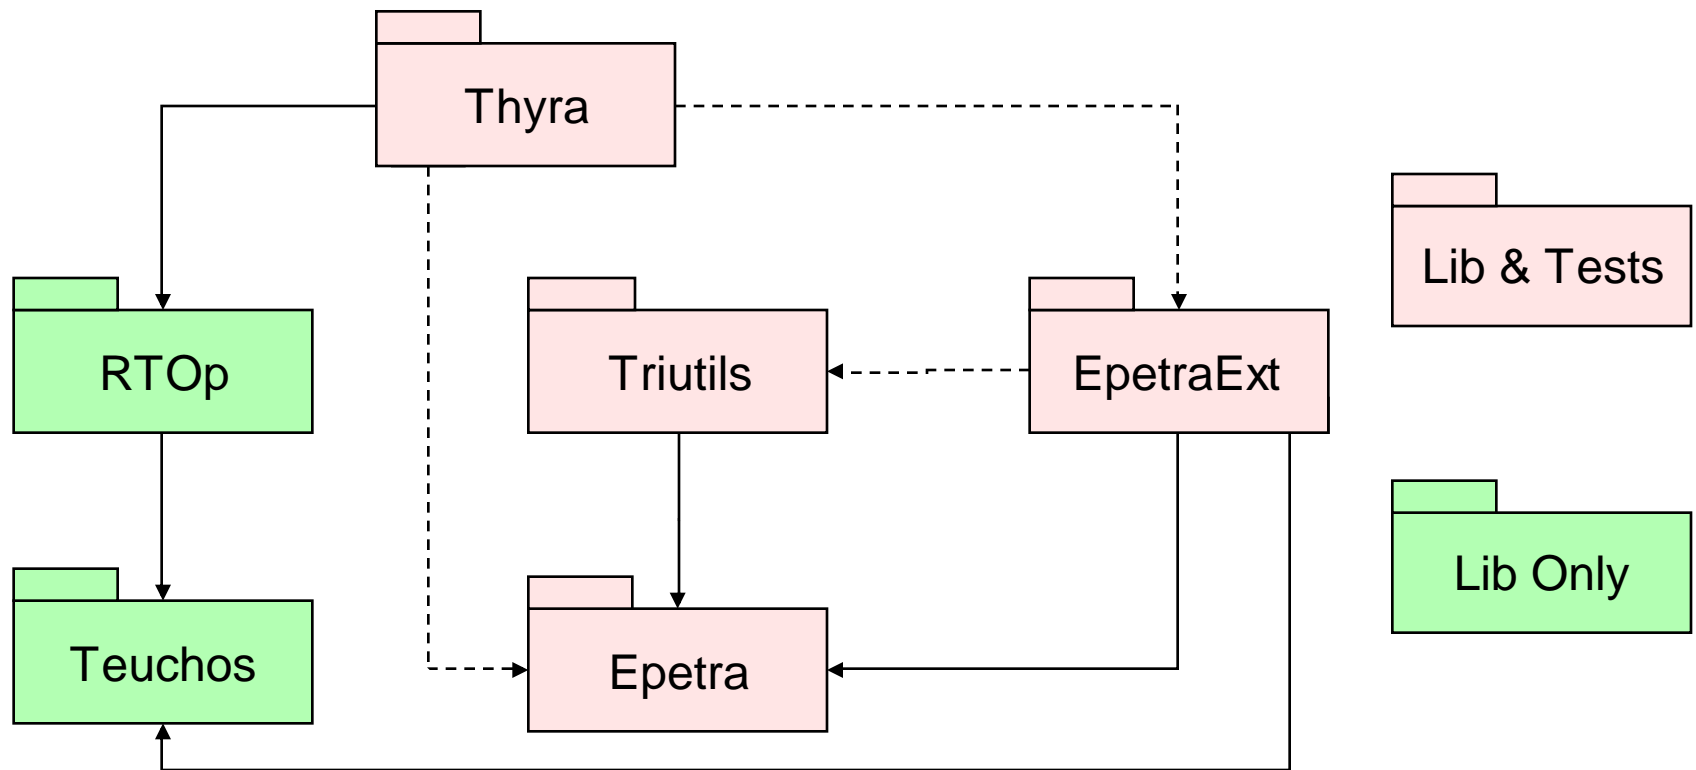 Thyra
Lib & Tests
RTOp
Triutils
EpetraExt
Lib Only
Teuchos
Epetra